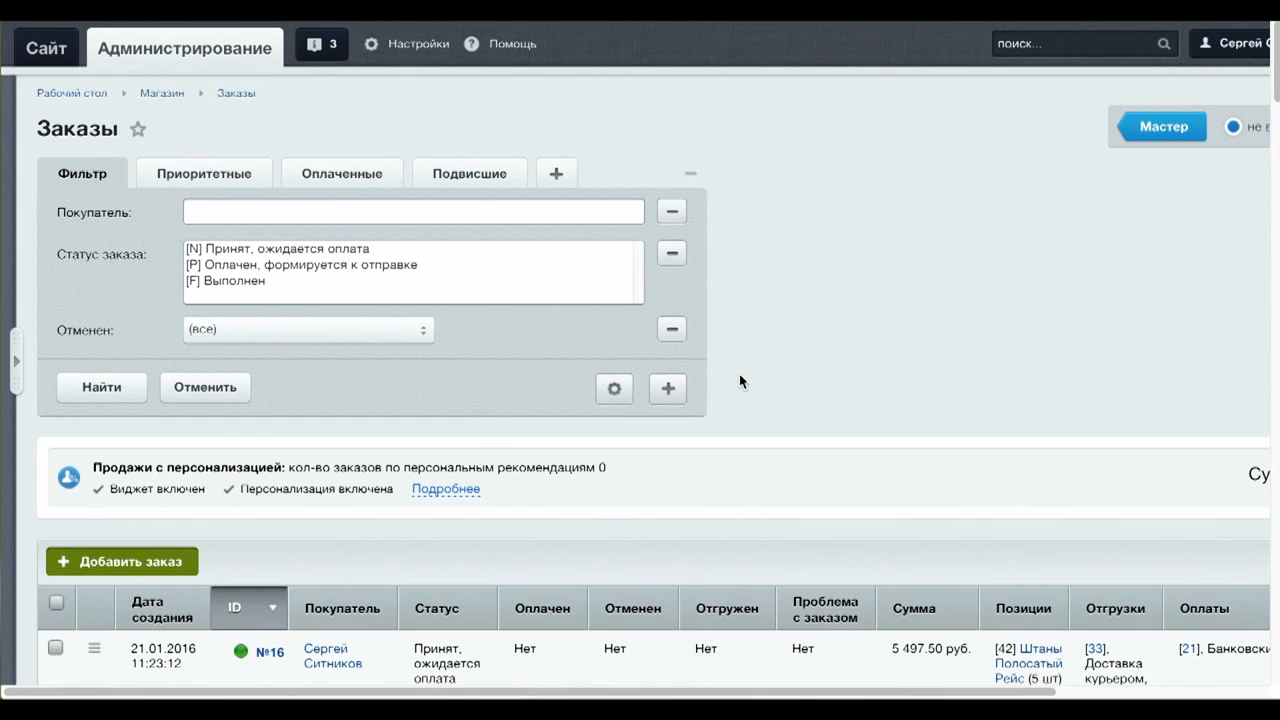 Сайт
Администрирование
3
Настройки
Помощь
поиск...
Сергей
Рабочий стол
Магазин
Заказы
Заказы
Мастер
не
Фильтр
Приоритетные
Оплаченные
Подвисшие
Покупатель:
Статус заказа:
[N] Принят, ожидается оплата
[P] Оплачен, формируется к отправке
[F] Выполнен
Отменен:
(все)
Найти
Отменить
Продажи с персонализацией: кол-во заказов по персональным рекомендациям 0
Виджет включен
Персонализация включена
Подробнее
Су
Добавить заказ
Дата
создания
ID
Покупатель
Статус
Оплачен
Отменен
Отгружен
Проблема
с заказом
Сумма
Позиции
Отгрузки
Оплаты
21.01.2016
11:23:12
№16
Сергей
Ситников
Принят,
ожидается
оплата
Нет
Нет
Нет
Нет
5 497.50 руб.
[42] Штаны
Полосатый
Рейс (5 шт)
[33],
Доставка
курьером,
[21], Банковски